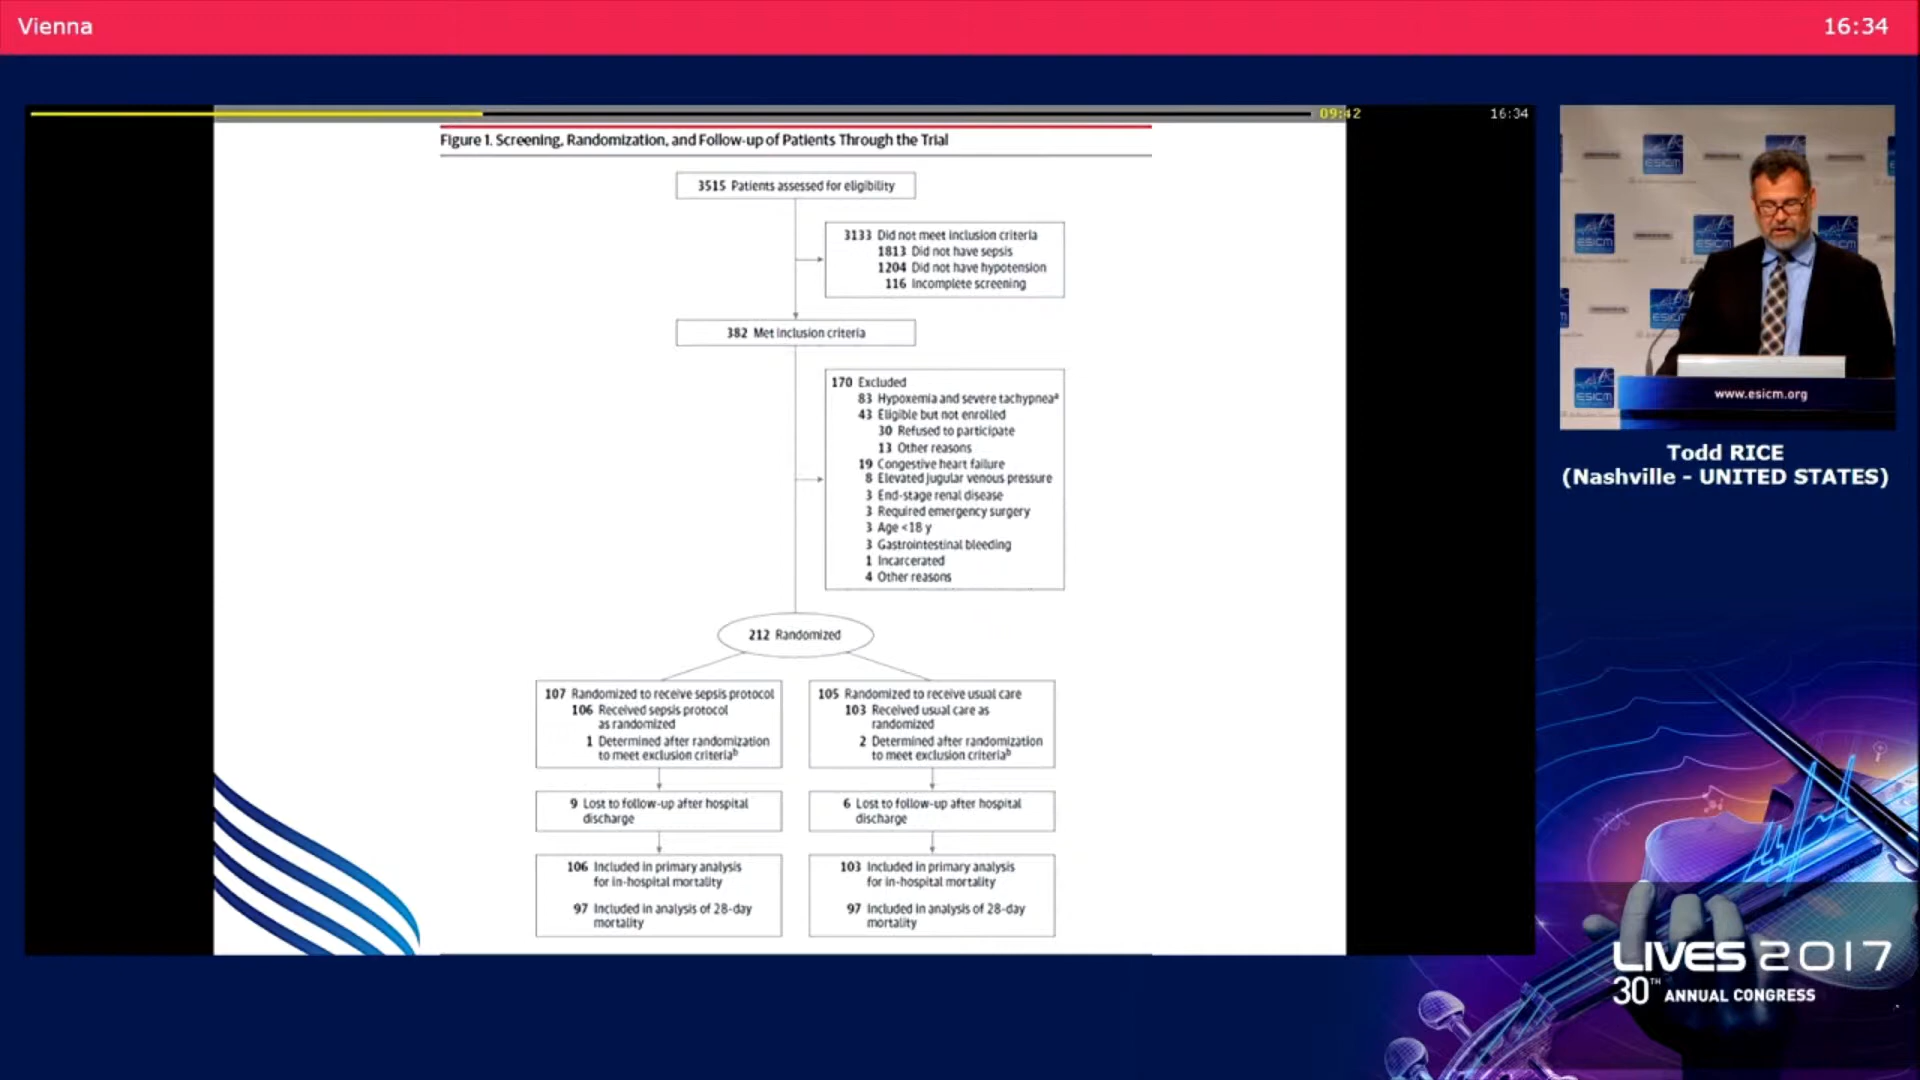 Vienna
16:34
09:42
16:34
Figure 1. Screening, Randomization, and Follow-up of Patients Through the Trial
3515 Patients assessed for eligibility
3133 Did not meet inclusion criteria
1813 Did not have sepsis
1204 Did not have hypotension
116 Incomplete screening
382 Met inclusion criteria
170 Excluded
83 Hypoxemia and severe tachypneaª
43 Eligible but not enrolled
30 Refused to participate
13 Other reasons
19 Congestive heart failure
8 Elevated jugular venous pressure
3 End-stage renal disease
3 Required emergency surgery
3 Age <18 y
3 Gastrointestinal bleeding
1 Incarcerated
4 Other reasons
212 Randomized
107 Randomized to receive sepsis protocol
106 Received sepsis protocol
as randomized
1 Determined after randomization
to meet exclusion criteriaᵇ
9 Lost to follow-up after hospital
discharge
106 Included in primary analysis
for in-hospital mortality
97 Included in analysis of 28-day
mortality
105 Randomized to receive usual care
103 Received usual care as
randomized
2 Determined after randomization
to meet exclusion criteriaᵇ
6 Lost to follow-up after hospital
discharge
103 Included in primary analysis
for in-hospital mortality
97 Included in analysis of 28-day
mortality
ESICM
ESICM
ESICM
ESICM
ESICM
www.esicm.org
Todd RICE
(Nashville - UNITED STATES)
LIVES 2017
30TH ANNUAL CONGRESS